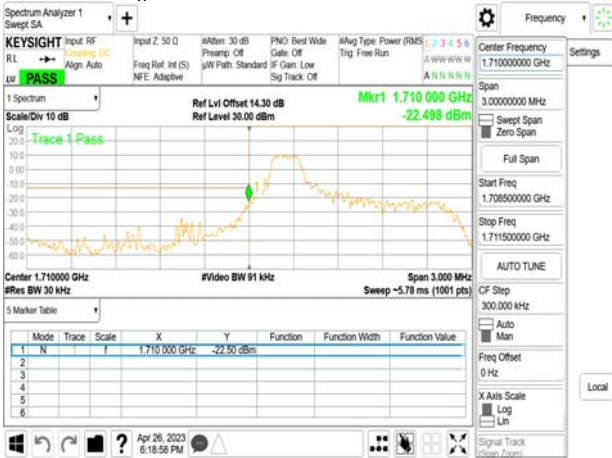 Spectrum Analyzer 1
Swept SA
+
Frequency
KEYSIGHT
RL
PASS
Input: RF
Coupling: DC
Align: Auto
Input Z: 50 Ω
Freq Ref: Int (S)
NFE: Adaptive
#Atten: 30 dB
Preamp: Off
µW Path: Standard
PNO: Best Wide
Gate: Off
IF Gain: Low
Sig Track: Off
#Avg Type: Power (RMS
Trig: Free Run
1 2 3 4 5 6
A W W W W W
A N N N N N
Center Frequency
1.710000000 GHz
Settings
Span
3.00000000 MHz
Swept Span
Zero Span
Full Span
Start Freq
1.708500000 GHz
Stop Freq
1.711500000 GHz
AUTO TUNE
CF Step
300.000 kHz
Auto
Man
Freq Offset
0 Hz
X Axis Scale
Log
Lin
Signal Track
(Span Zoom)
Local
1 Spectrum
Scale/Div 10 dB
Ref Lvl Offset 14.30 dB
Ref Level 30.00 dBm
Mkr1 1.710 000 GHz
-22.498 dBm
Log
Trace 1 Pass
20.0
10.0
0.00
-10.0
-20.0
-30.0
-40.0
-50.0
-60.0
1
Center 1.710000 GHz
#Res BW 30 kHz
#Video BW 91 kHz
Span 3.000 MHz
Sweep ~5.78 ms (1001 pts)
5 Marker Table
Mode Trace Scale X Y Function Function Width Function Value
1 N 1 f 1.710 000 GHz -22.50 dBm
2
3
4
5
6
?
Apr 26, 2023
6:18:58 PM